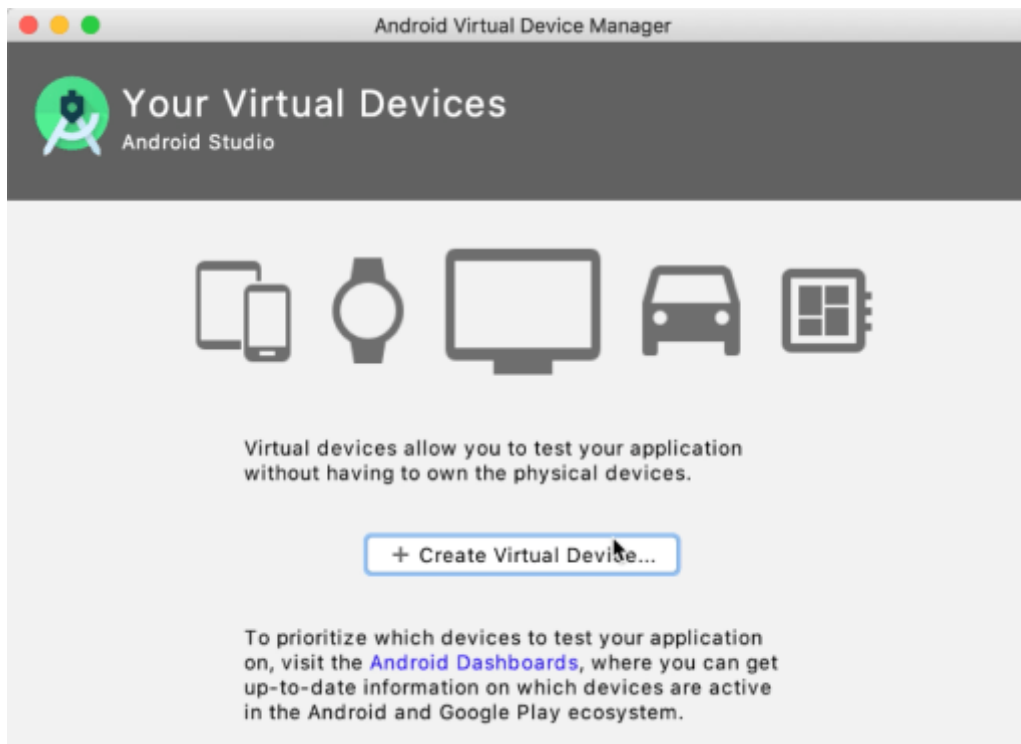 Android Virtual Device Manager
Your Virtual Devices
Android Studio
Virtual devices allow you to test your application
without having to own the physical devices.
+ Create Virtual Device...
To prioritize which devices to test your application
on, visit the Android Dashboards, where you can get
up-to-date information on which devices are active
in the Android and Google Play ecosystem.